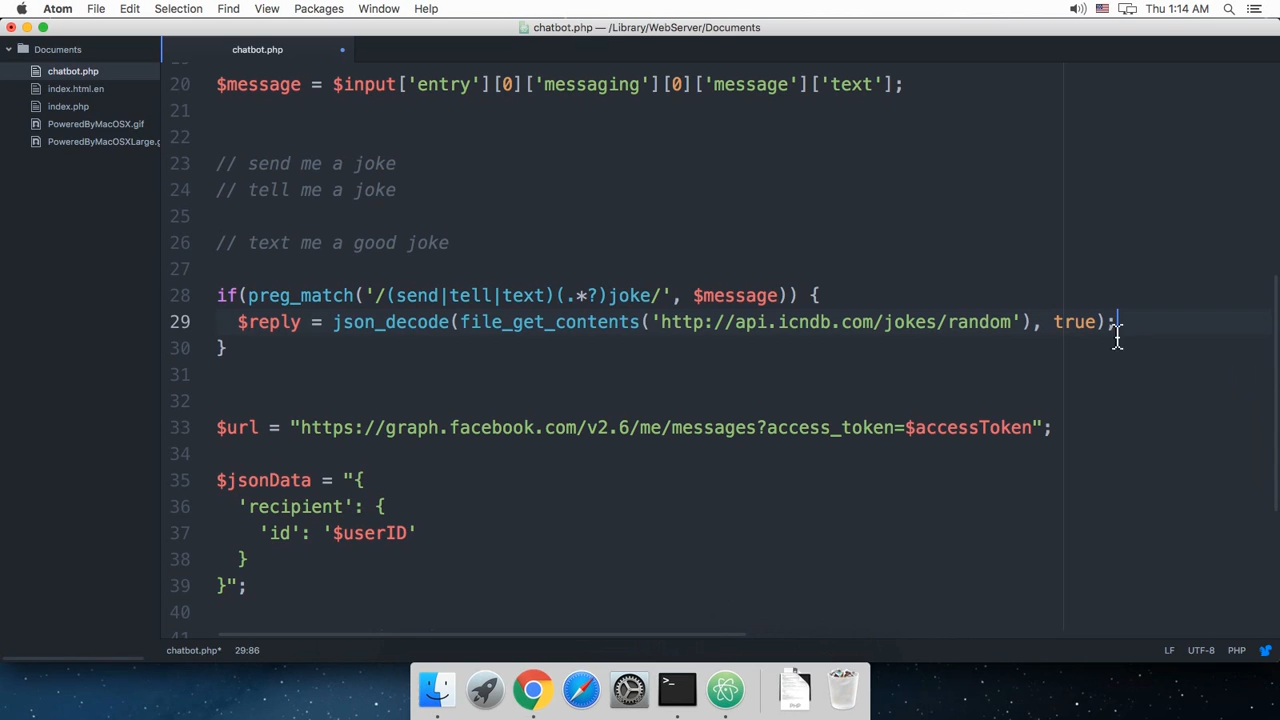 Atom File Edit Selection Find View Packages Window Help Thu 1:14 AM
chatbot.php — /Library/WebServer/Documents
Documents
chatbot.php
index.html.en
index.php
PoweredByMacOSX.gif
PoweredByMacOSXLarge.g
chatbot.php
20 $message = $input['entry'][0]['messaging'][0]['message']['text'];
21
22
23 // send me a joke
24 // tell me a joke
25
26 // text me a good joke
27
28 if(preg_match('/(send|tell|text)(.*?)joke/', $message)) {
29 $reply = json_decode(file_get_contents('http://api.icndb.com/jokes/random'), true);
30 }
31
32
33 $url = "https://graph.facebook.com/v2.6/me/messages?access_token=$accessToken";
34
35 $jsonData = "{
36 'recipient': {
37 'id': '$userID'
38 }
39 }";
40
chatbot.php* 29:86 LF UTF-8 PHP
PHP